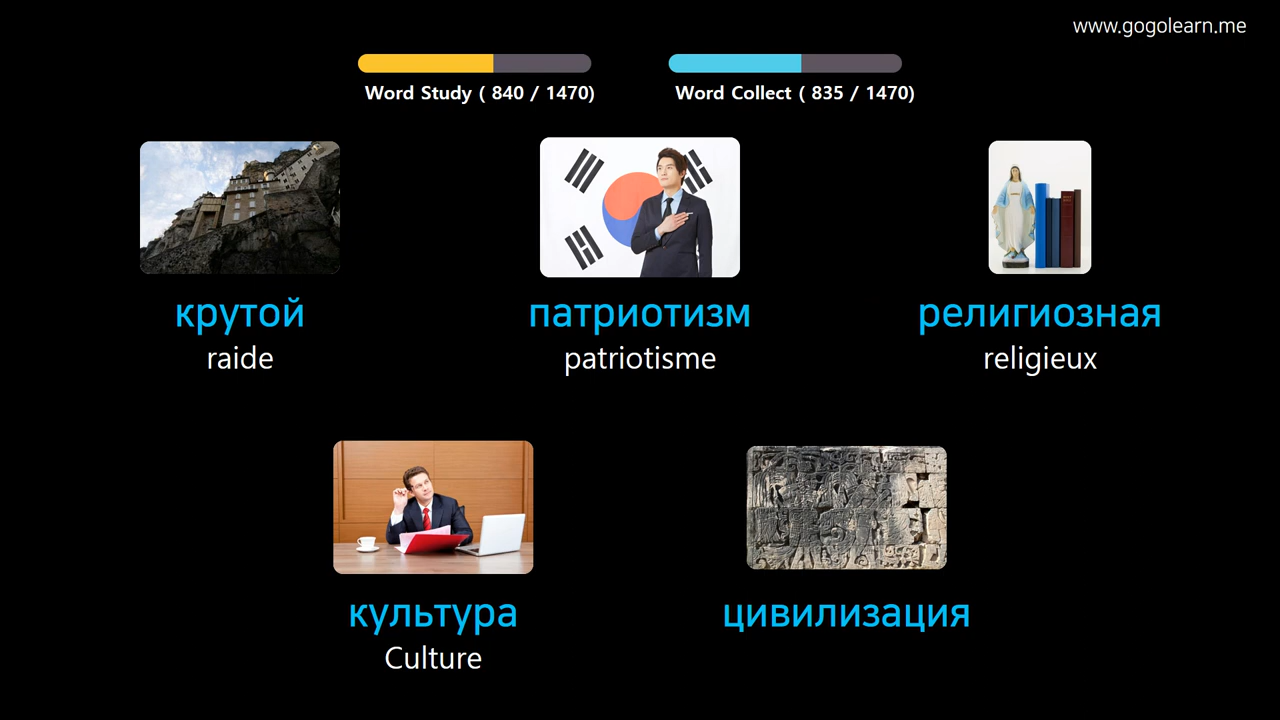 www.gogolearn.me
Word Study ( 840 / 1470)
Word Collect ( 835 / 1470)
крутой
raide
патриотизм
patriotisme
религиозная
religieux
культура
Culture
цивилизация